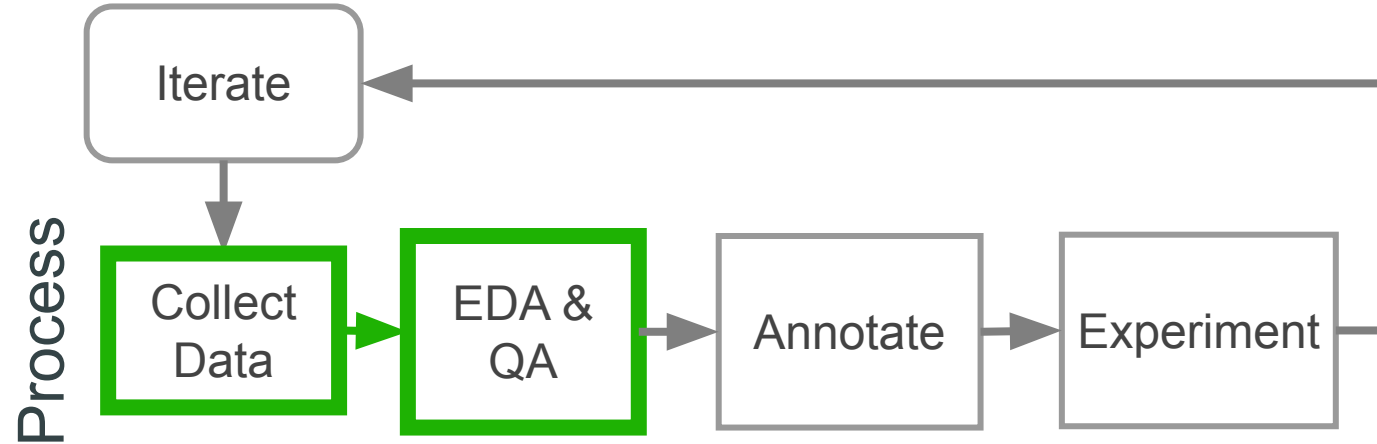 Iterate
Process
Collect
Data
EDA &
QA
Annotate
Experiment